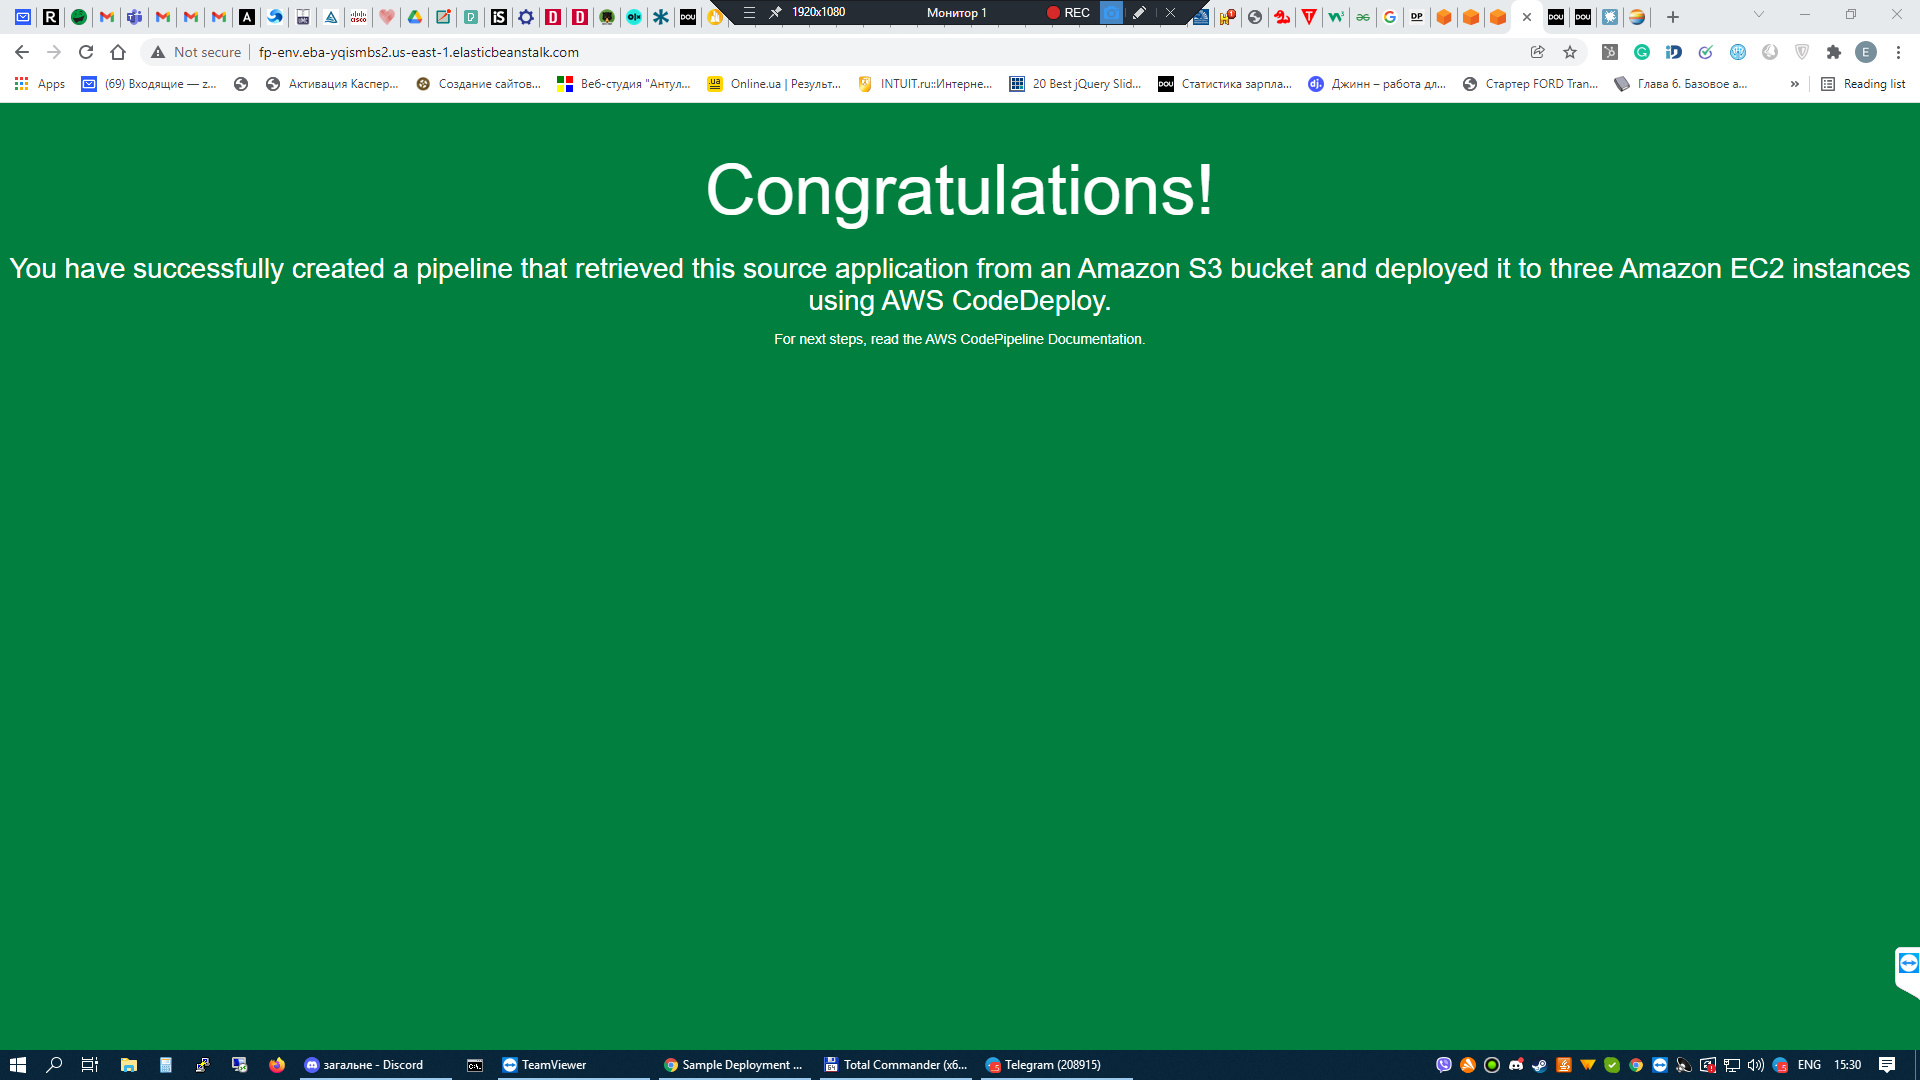 1920x1080
Монитор 1
REC
Not secure
fp-env.eba-yqismbs2.us-east-1.elasticbeanstalk.com
E
Apps
(69) Входящие — z...
Активация Каспер...
Создание сайтов...
Веб-студия "Антул...
Online.ua | Результ...
INTUIT.ru::Интерне...
20 Best jQuery Slid...
Статистика зарпла...
Джинн – работа дл...
Стартер FORD Tran...
Глава 6. Базовое а...
»
Reading list
Congratulations!
You have successfully created a pipeline that retrieved this source application from an Amazon S3 bucket and deployed it to three Amazon EC2 instances
using AWS CodeDeploy.
For next steps, read the AWS CodePipeline Documentation.
загальне - Discord
TeamViewer
Sample Deployment ...
Total Commander (x6...
Telegram (208915)
ENG
15:30